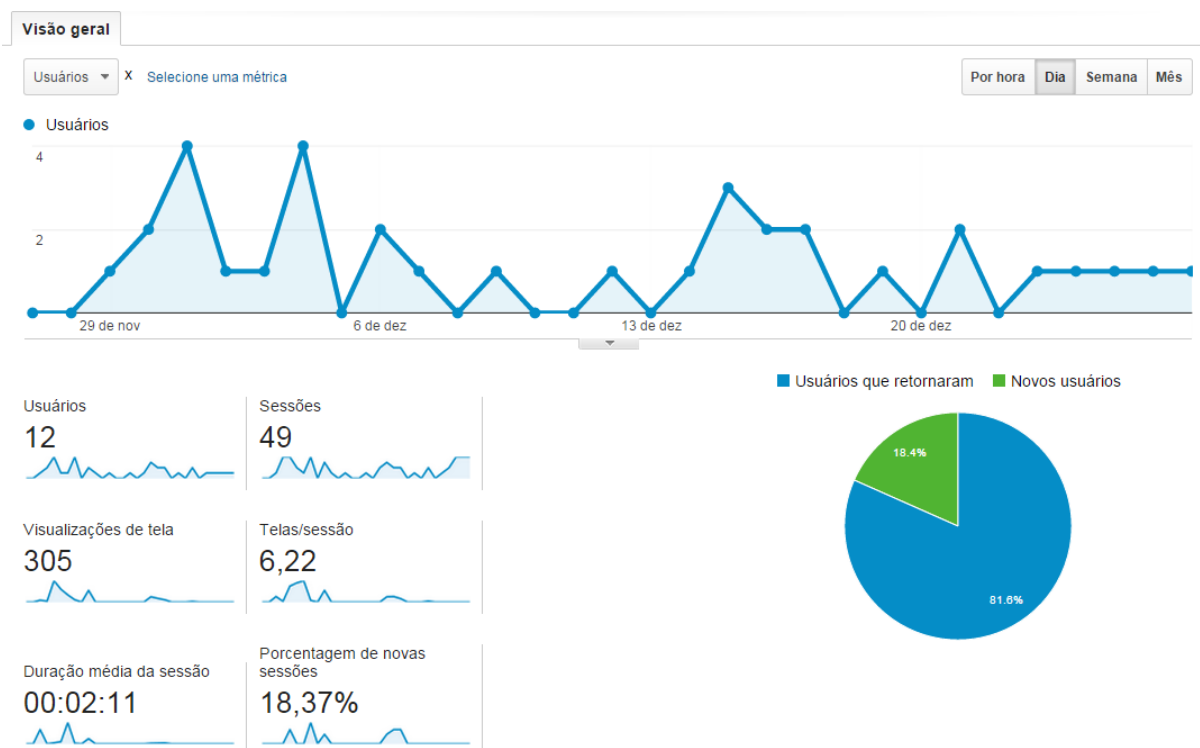 Visão geral
Usuários x Selecione uma métrica
Por hora Dia Semana Mês
Usuários
4
2
29 de nov 6 de dez 13 de dez 20 de dez
Usuários que retornaram Novos usuários
Usuários Sessões
12 49
18.4%
Visualizações de tela Telas/sessão
305 6,22
81.6%
Duração média da sessão Porcentagem de novas sessões
00:02:11 18,37%